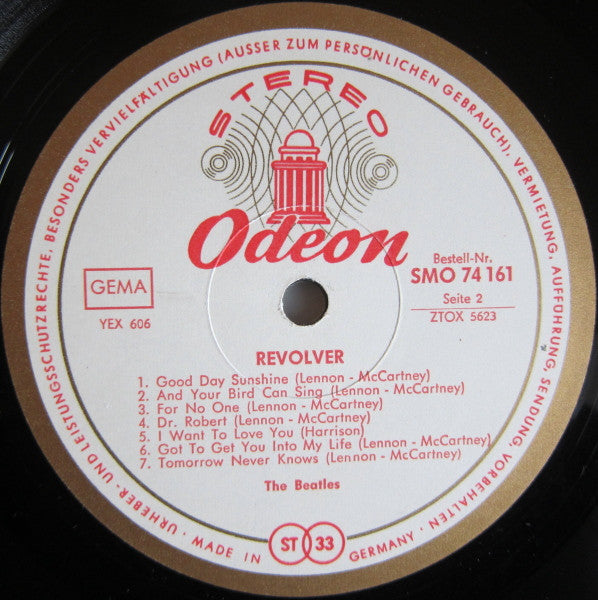 URHEBER- UND LEISTUNGSSCHUTZRECHTE, BESONDERS VERVIELFÄLTIGUNG (AUSSER ZUM PERSÖNLICHEN GEBRAUCH), VERMIETUNG, AUFFÜHRUNG, SENDUNG, VORBEHALTEN ·
STEREO
Odeon
GEMA
YEX 606
Bestell-Nr.
SMO 74 161
Seite 2
ZTOX 5623
REVOLVER
1. Good Day Sunshine (Lennon - McCartney)
2. And Your Bird Can Sing (Lennon - McCartney)
3. For No One (Lennon - McCartney)
4. Dr. Robert (Lennon - McCartney)
5. I Want To Love You (Harrison)
6. Got To Get You Into My Life (Lennon - McCartney)
7. Tomorrow Never Knows (Lennon - McCartney)
The Beatles
MADE IN GERMANY ·
ST 33